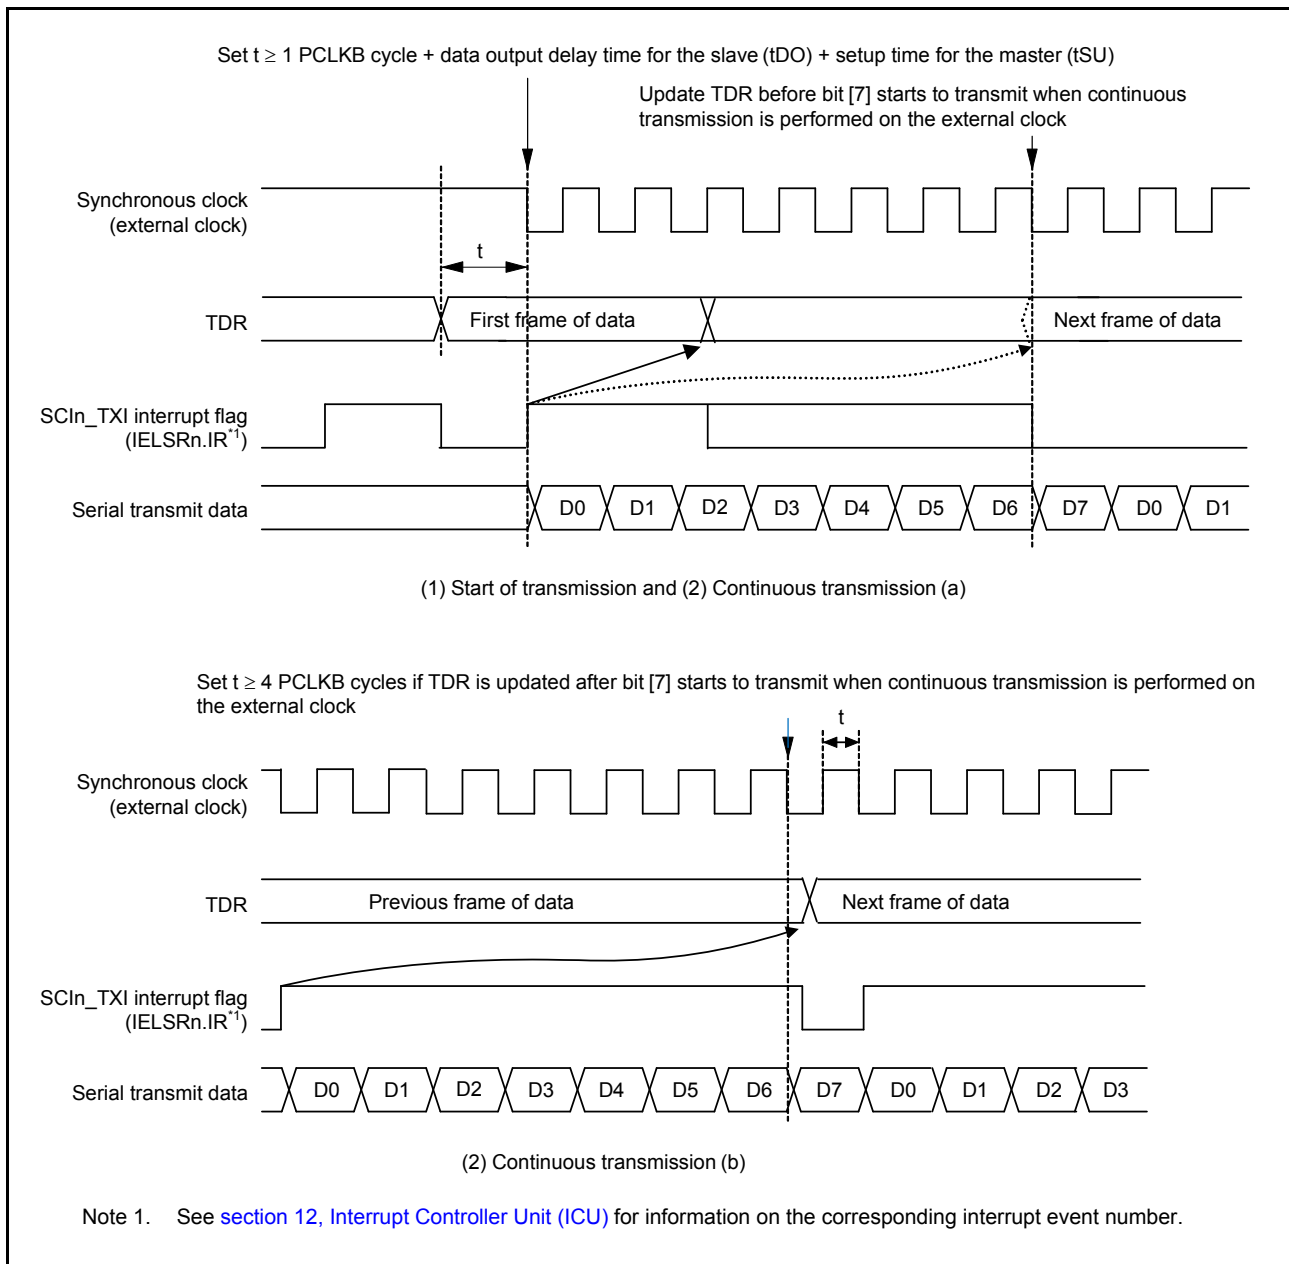 Set t ≥ 1 PCLKB cycle + data output delay time for the slave (tDO) + setup time for the master (tSU)
Update TDR before bit [7] starts to transmit when continuous
transmission is performed on the external clock
Synchronous clock
(external clock)
t
TDR
First frame of data
Next frame of data
SCIn_TXI interrupt flag
(IELSRn.IR*1)
Serial transmit data
D0 D1 D2 D3 D4 D5 D6 D7 D0 D1
(1) Start of transmission and (2) Continuous transmission (a)
Set t ≥ 4 PCLKB cycles if TDR is updated after bit [7] starts to transmit when continuous transmission is performed on
the external clock
t
Synchronous clock
(external clock)
TDR
Previous frame of data
Next frame of data
SCIn_TXI interrupt flag
(IELSRn.IR*1)
Serial transmit data
D0 D1 D2 D3 D4 D5 D6 D7 D0 D1 D2 D3
(2) Continuous transmission (b)
Note 1. See section 12, Interrupt Controller Unit (ICU) for information on the corresponding interrupt event number.